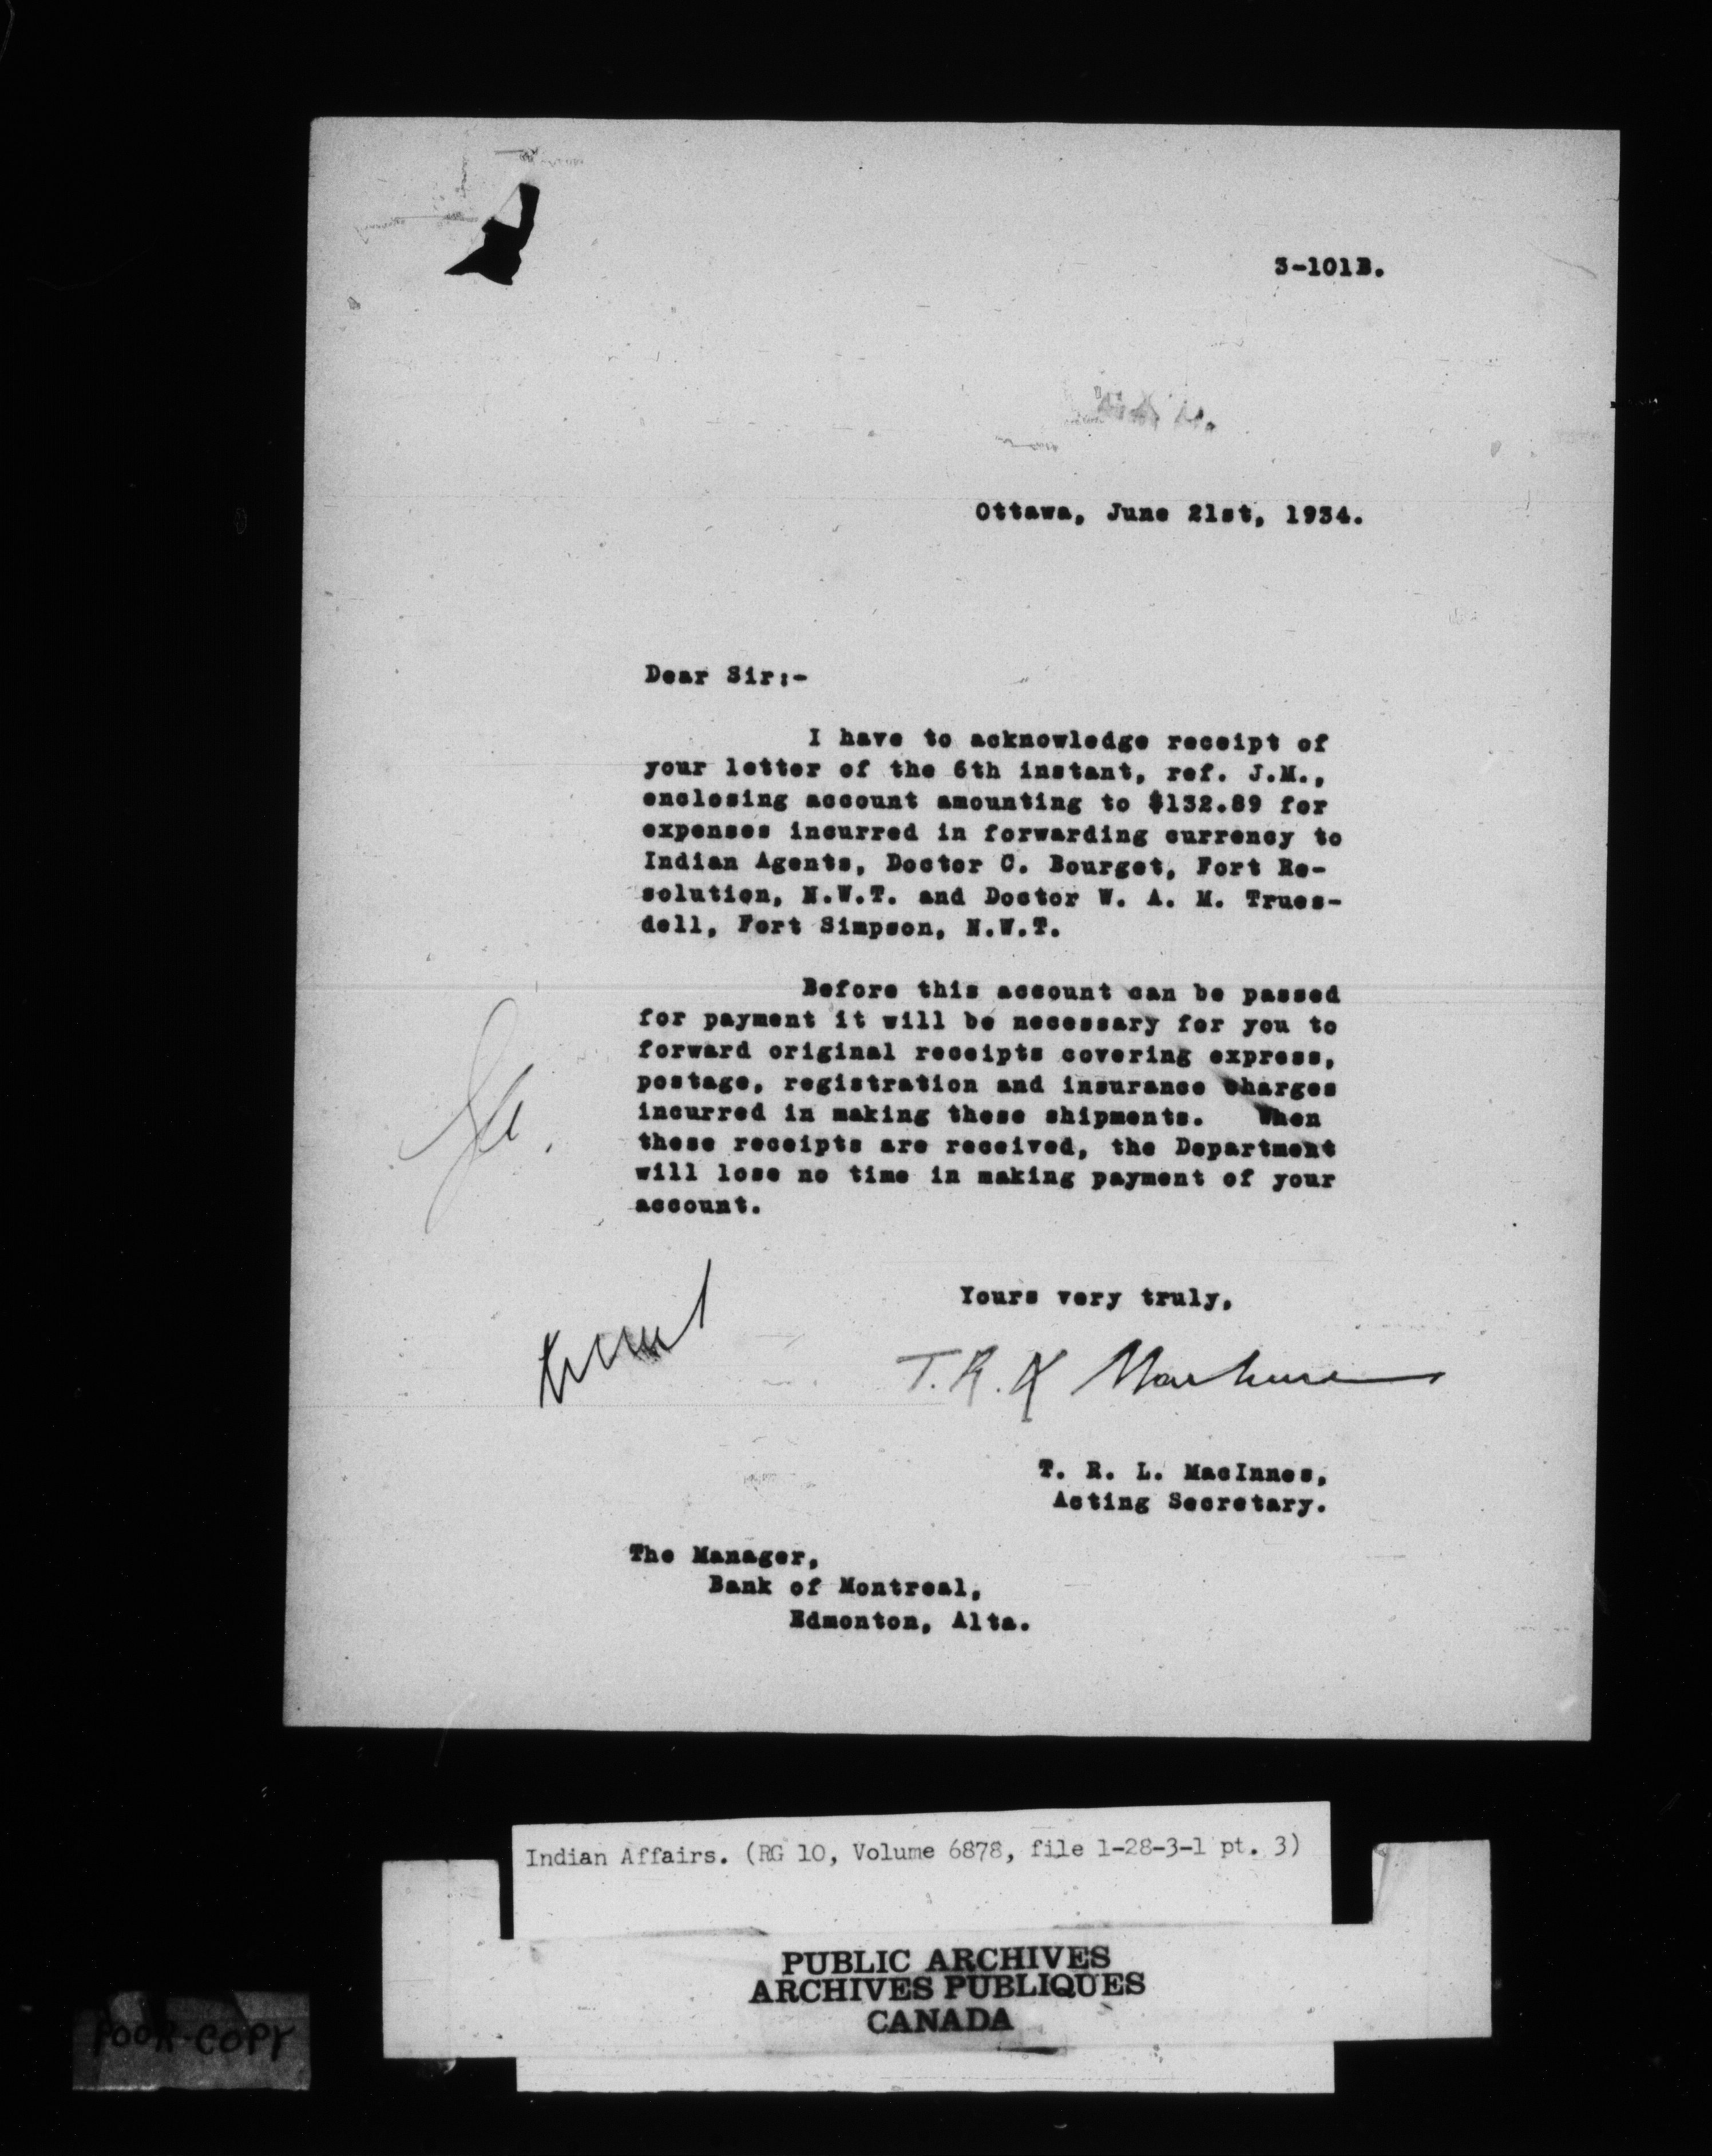 3-101B.
Ottawa, June 21st, 1934.
Dear Sir:-
I have to acknowledge receipt of
your letter of the 6th instant, ref. J.M.,
enclosing account amounting to $132.89 for
expenses incurred in forwarding currency to
Indian Agents, Doctor C. Bourget, Fort Re-
solution, N.W.T. and Doctor W. A. M. Trues-
dell, Fort Simpson, N.W.T.
Before this account can be passed
for payment it will be necessary for you to
forward original receipts covering express,
postage, registration and insurance charges
incurred in making these shipments. When
these receipts are received, the Department
will lose no time in making payment of your
account.
Yours very truly,
T. R. L. MacInnes
T. R. L. MacInnes,
Acting Secretary.
The Manager,
Bank of Montreal,
Edmonton, Alta.
Indian Affairs. (RG 10, Volume 6878, file 1-28-3-1 pt. 3)
PUBLIC ARCHIVES
ARCHIVES PUBLIQUES
CANADA
POOR COPY